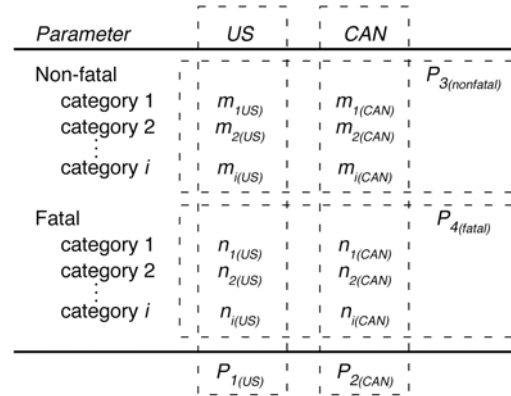 Parameter US CAN
Non-fatal P3(nonfatal)
category 1 m1(US) m1(CAN)
category 2 m2(US) m2(CAN)
⋮
category i mi(US) mi(CAN)
Fatal P4(fatal)
category 1 n1(US) n1(CAN)
category 2 n2(US) n2(CAN)
⋮
category i ni(US) ni(CAN)
P1(US) P2(CAN)